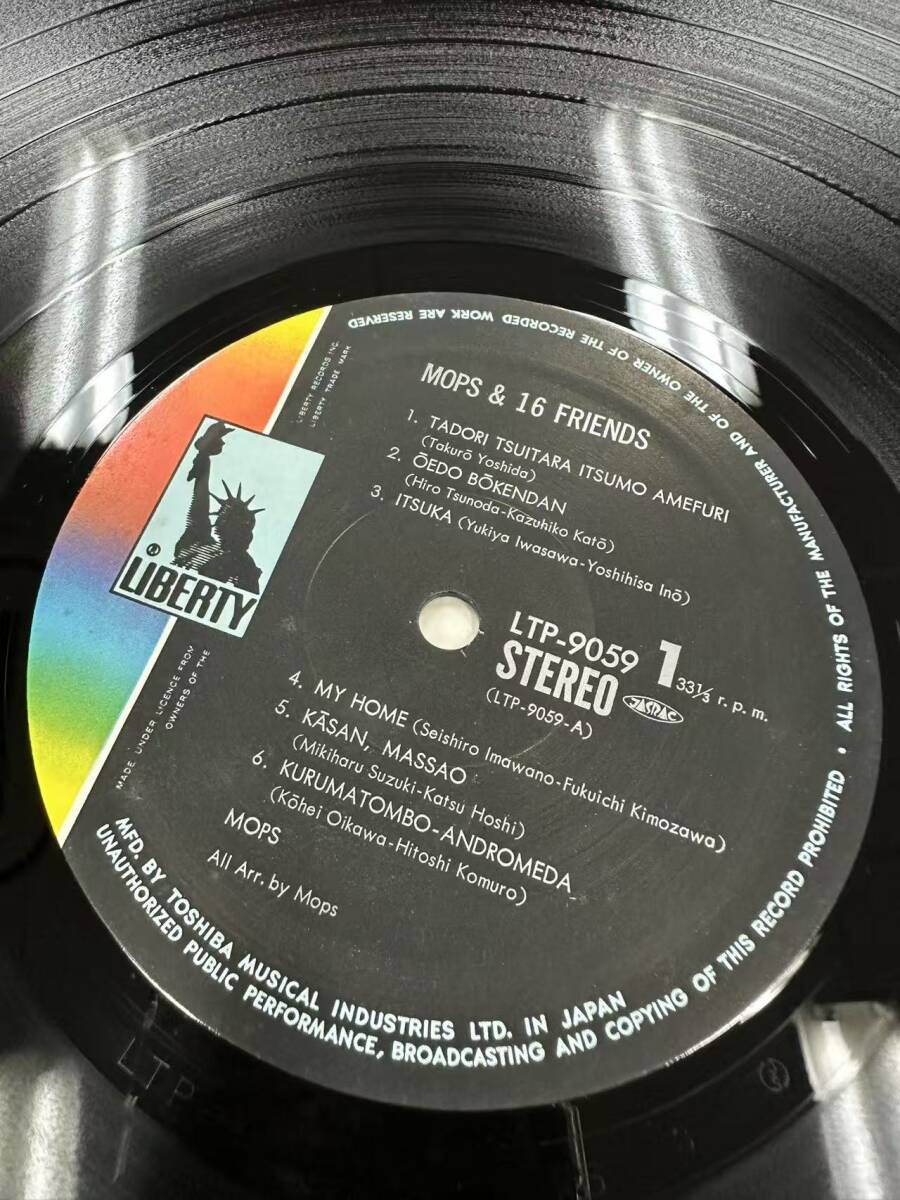 MOPS & 16 FRIENDS
1. TADORI TSUITARA ITSUMO AMEFURI
(Takurō Yoshida)
2. ŌEDO BŌKENDAN
(Hiro Tsunoda-Kazuhiko Katō)
3. ITSUKA (Yukiya Iwasawa-Yoshihisa Inō)
LIBERTY RECORDS INC.
LIBERTY TRADE MARK
® LIBERTY
LTP-9059
STEREO
(LTP-9059-A)
JASRAC
1
33⅓ r.p.m.
4. MY HOME (Seishiro Imawano-Fukuichi Kimozawa)
5. KĀSAN, MASSAO
(Mikiharu Suzuki-Katsu Hoshi)
6. KURUMATOMBO-ANDROMEDA
(Kōhei Oikawa-Hitoshi Komuro)
MOPS
All Arr. by Mops
MADE UNDER LICENCE FROM
OWNERS OF THE
MFD. BY TOSHIBA MUSICAL INDUSTRIES LTD. IN JAPAN
UNAUTHORIZED PUBLIC PERFORMANCE, BROADCASTING AND COPYING OF THIS RECORD PROHIBITED • ALL RIGHTS OF THE MANUFACTURER AND OF THE OWNER OF THE RECORDED WORK ARE RESERVED
LTP